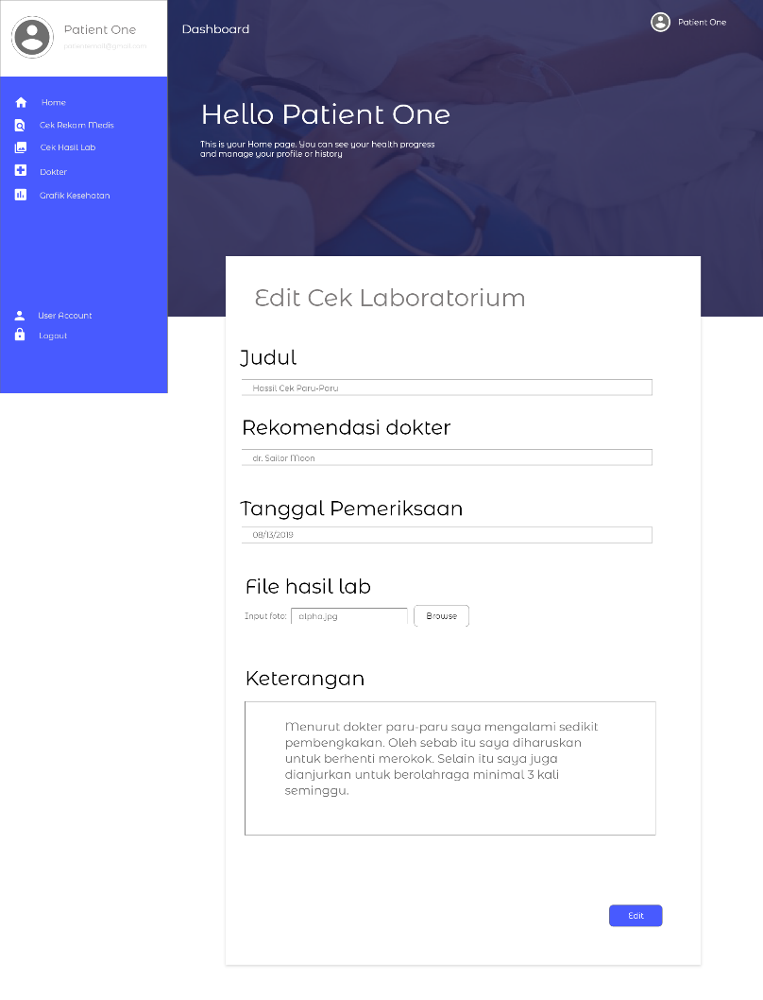 Patient One
Dashboard
Patient One
Home
Cek Rekam Medis
Cek Hasil Lab
Dokter
Grafik Kesehatan
User Account
Logout
Hello Patient One
This is your Home page. You can see your health progress
and manage your profile or history
Edit Cek Laboratorium
Judul
Hassil Cek Paru-Paru
Rekomendasi dokter
dr. Sailor Moon
Tanggal Pemeriksaan
08/13/2019
File hasil lab
Input foto: alpha.jpg Browse
Keterangan
Menurut dokter paru-paru saya mengalami sedikit
pembengkakan. Oleh sebab itu saya diharuskan
untuk berhenti merokok. Selain itu saya juga
dianjurkan untuk berolahraga minimal 3 kali
seminggu.
Edit